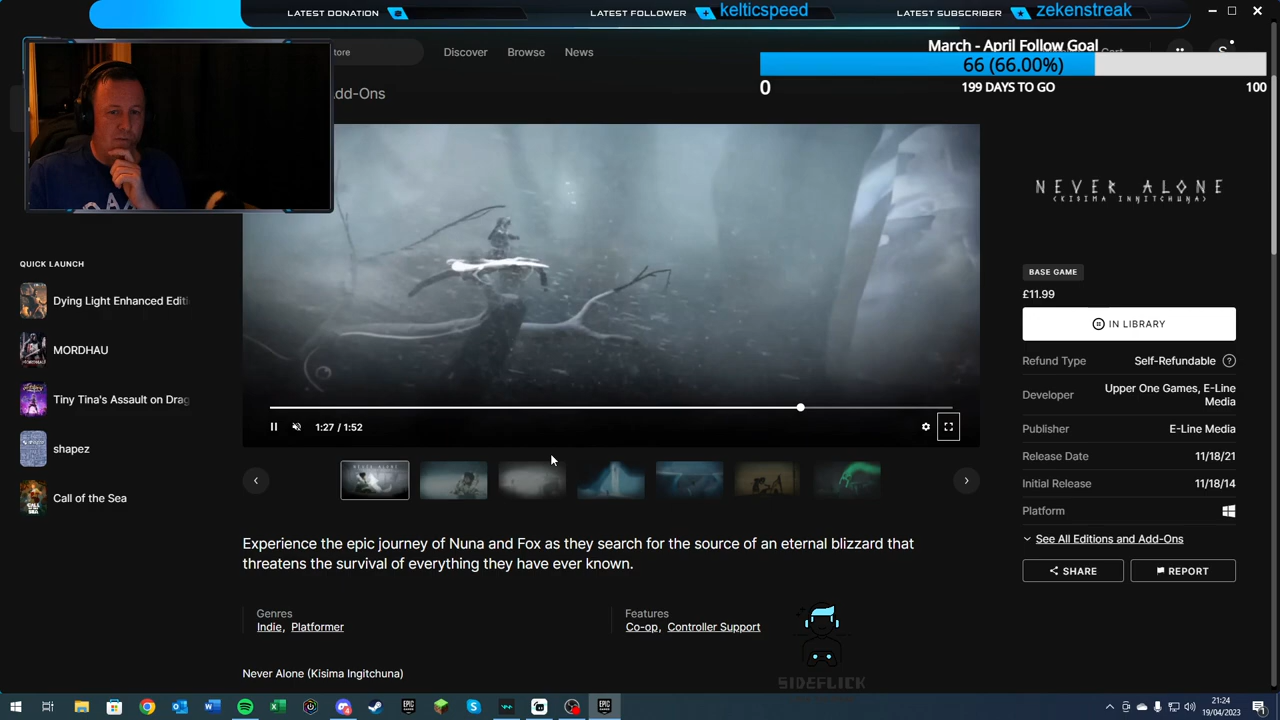 LATEST DONATION
LATEST FOLLOWER
kelticspeed
LATEST SUBSCRIBER
zekenstreak
tore
Discover
Browse
News
March - April Follow Goal
66 (66.00%)
0
199 DAYS TO GO
100
dd-Ons
NEVER ALONE
(KISIMA INGITCHUNA)
QUICK LAUNCH
Dying Light Enhanced Editi
MORDHAU
Tiny Tina's Assault on Drag
shapez
Call of the Sea
BASE GAME
£11.99
IN LIBRARY
Refund Type
Self-Refundable
Developer
Upper One Games, E-Line
Media
Publisher
E-Line Media
Release Date
11/18/21
Initial Release
11/18/14
Platform
See All Editions and Add-Ons
SHARE
REPORT
1:27 / 1:52
Experience the epic journey of Nuna and Fox as they search for the source of an eternal blizzard that
threatens the survival of everything they have ever known.
Genres
Indie, Platformer
Features
Co-op, Controller Support
Never Alone (Kisima Ingitchuna)
SIDEFLICK
21:24
19/04/2023